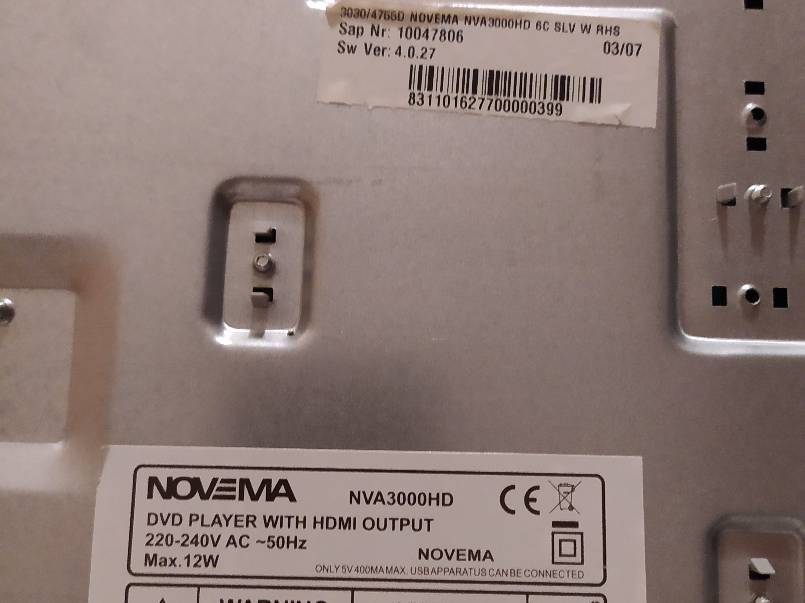 3030/4755D NOVEMA NVA3000HD 6C SLV W RHS
Sap Nr: 10047806
03/07
Sw Ver: 4.0.27
831101627700000399
NOVEMA NVA3000HD CE
DVD PLAYER WITH HDMI OUTPUT
220-240V AC ~50Hz
Max.12W
NOVEMA
ONLY 5V 400MA MAX. USB APPARATUS CAN BE CONNECTED
WARNING